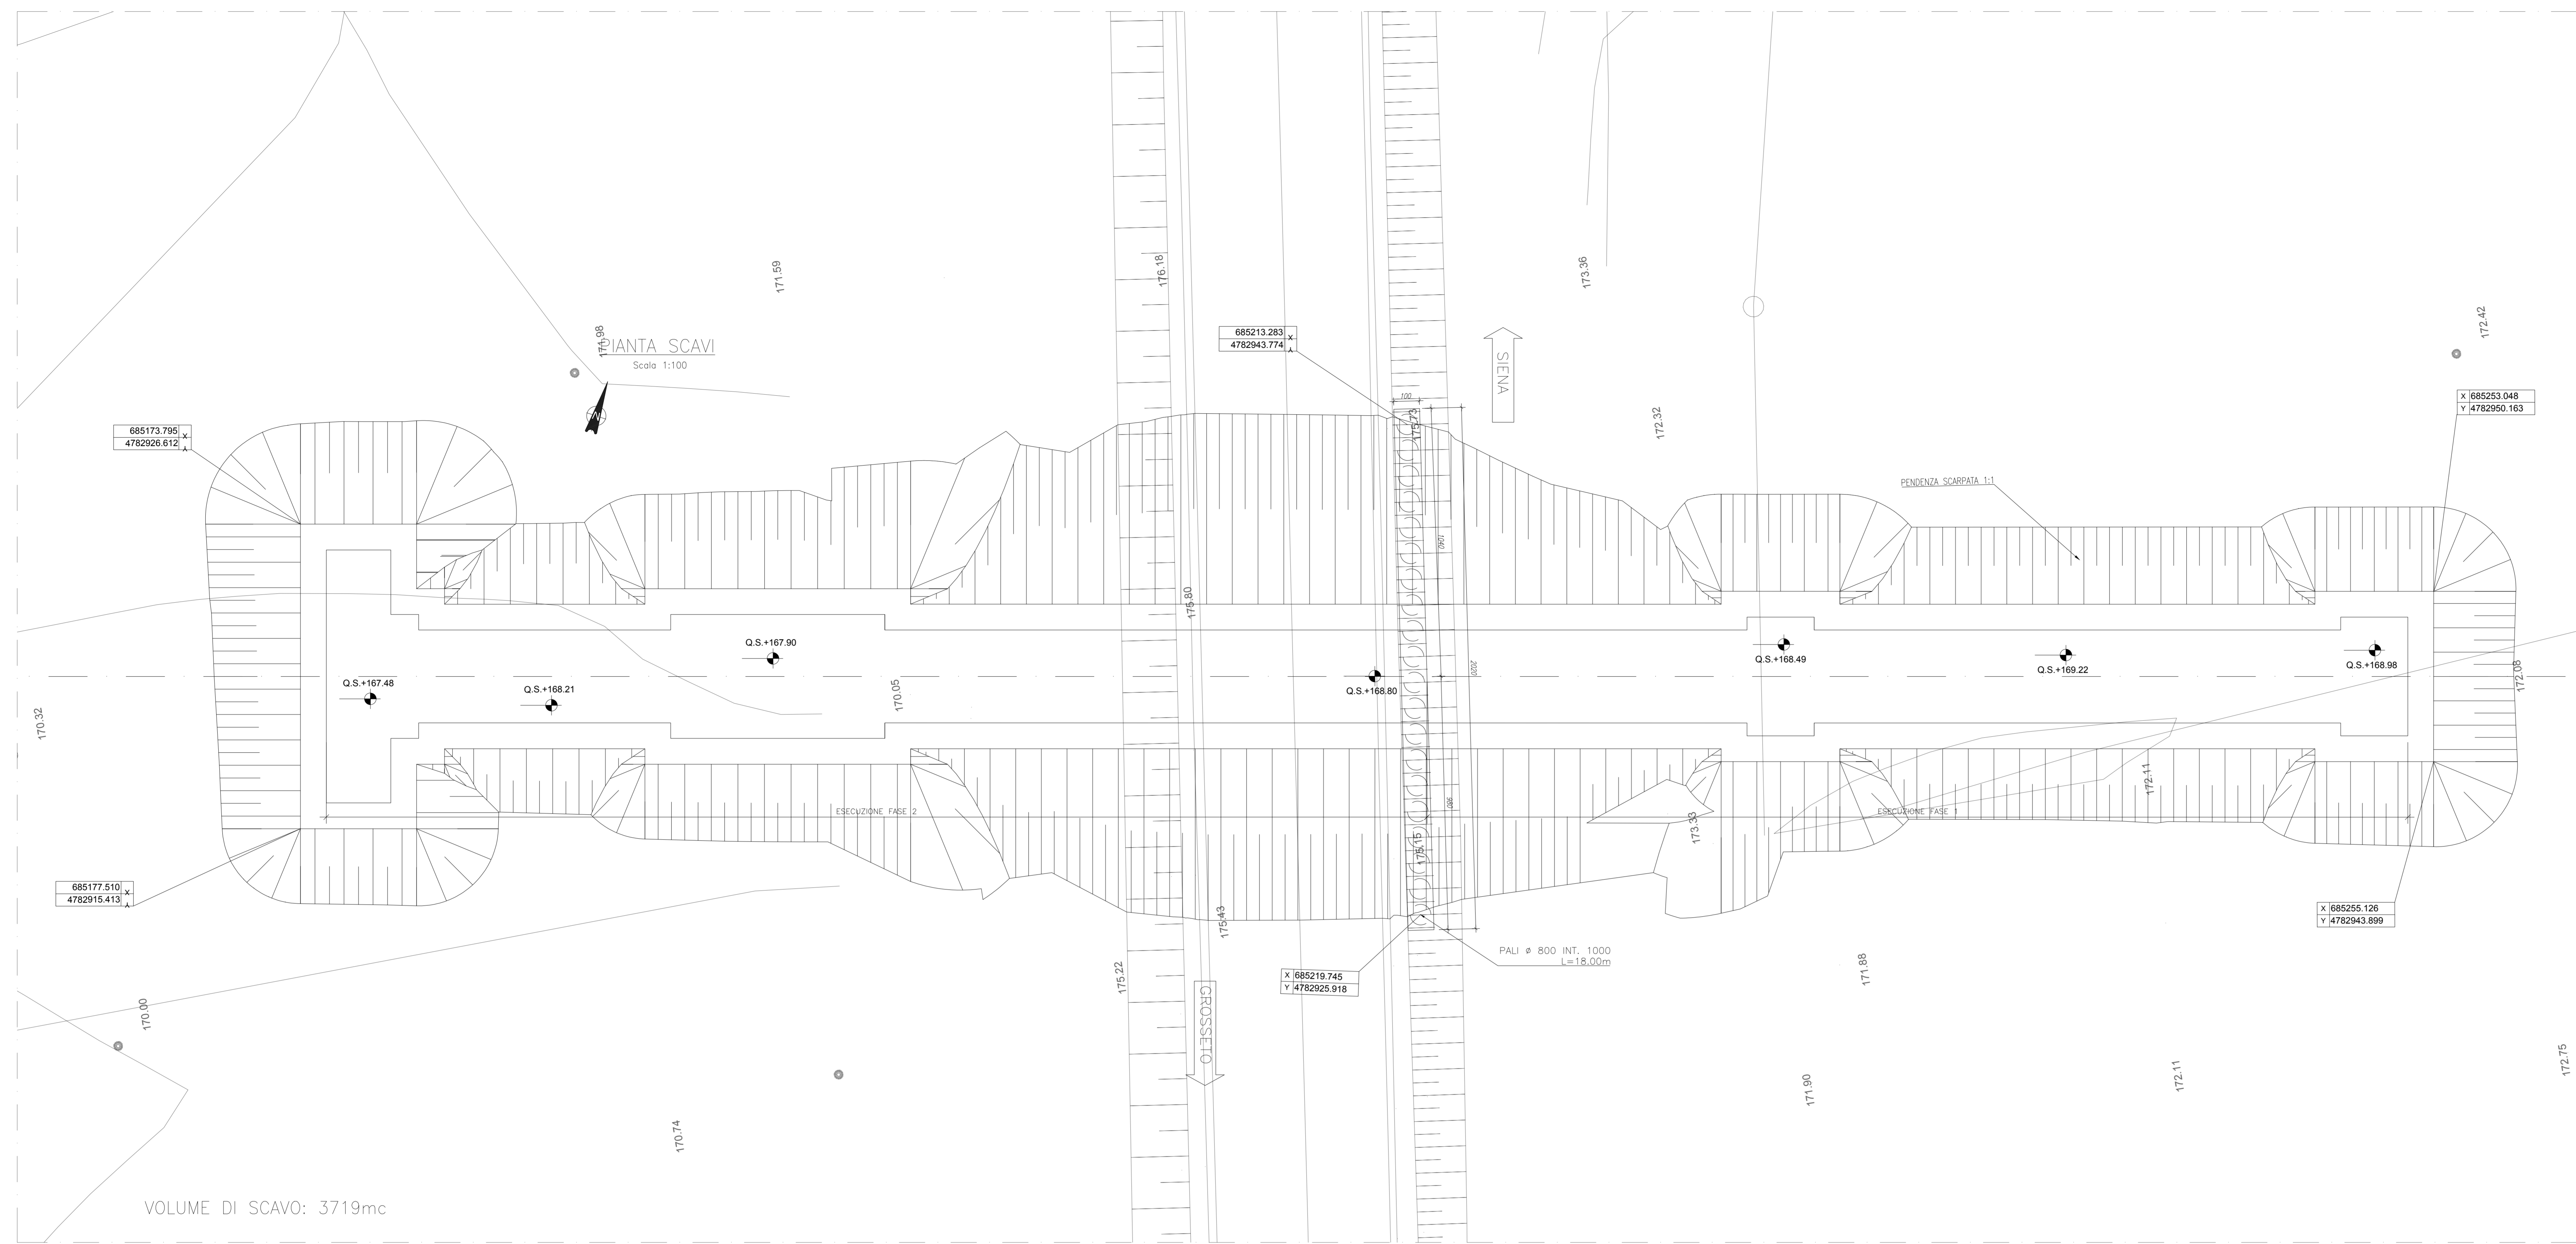 PIANTA SCAVI
Scala 1:100
N
171.98
171.59
176.18
173.36
172.42
172.32
685213.283 X
4782943.774 Y
SIENA
X 685253.048
Y 4782950.163
685173.795 X
4782926.612 Y
100
175.73
PENDENZA SCARPATA 1:1
1040
175.80
Q.S.+167.90
Q.S.+168.49
Q.S.+169.22
Q.S.+168.98
Q.S.+167.48
Q.S.+168.21
Q.S.+168.80
2020
170.32
170.05
172.08
172.11
980
ESECUZIONE FASE 2
ESECUZIONE FASE 1
173.33
175.15
685177.510 X
4782915.413 Y
X 685255.126
Y 4782943.899
175.43
PALI ø 800 INT. 1000
L=18.00m
175.22
X 685219.745
Y 4782925.918
171.88
170.00
GROSSETO
172.75
172.11
171.90
170.74
VOLUME DI SCAVO: 3719mc